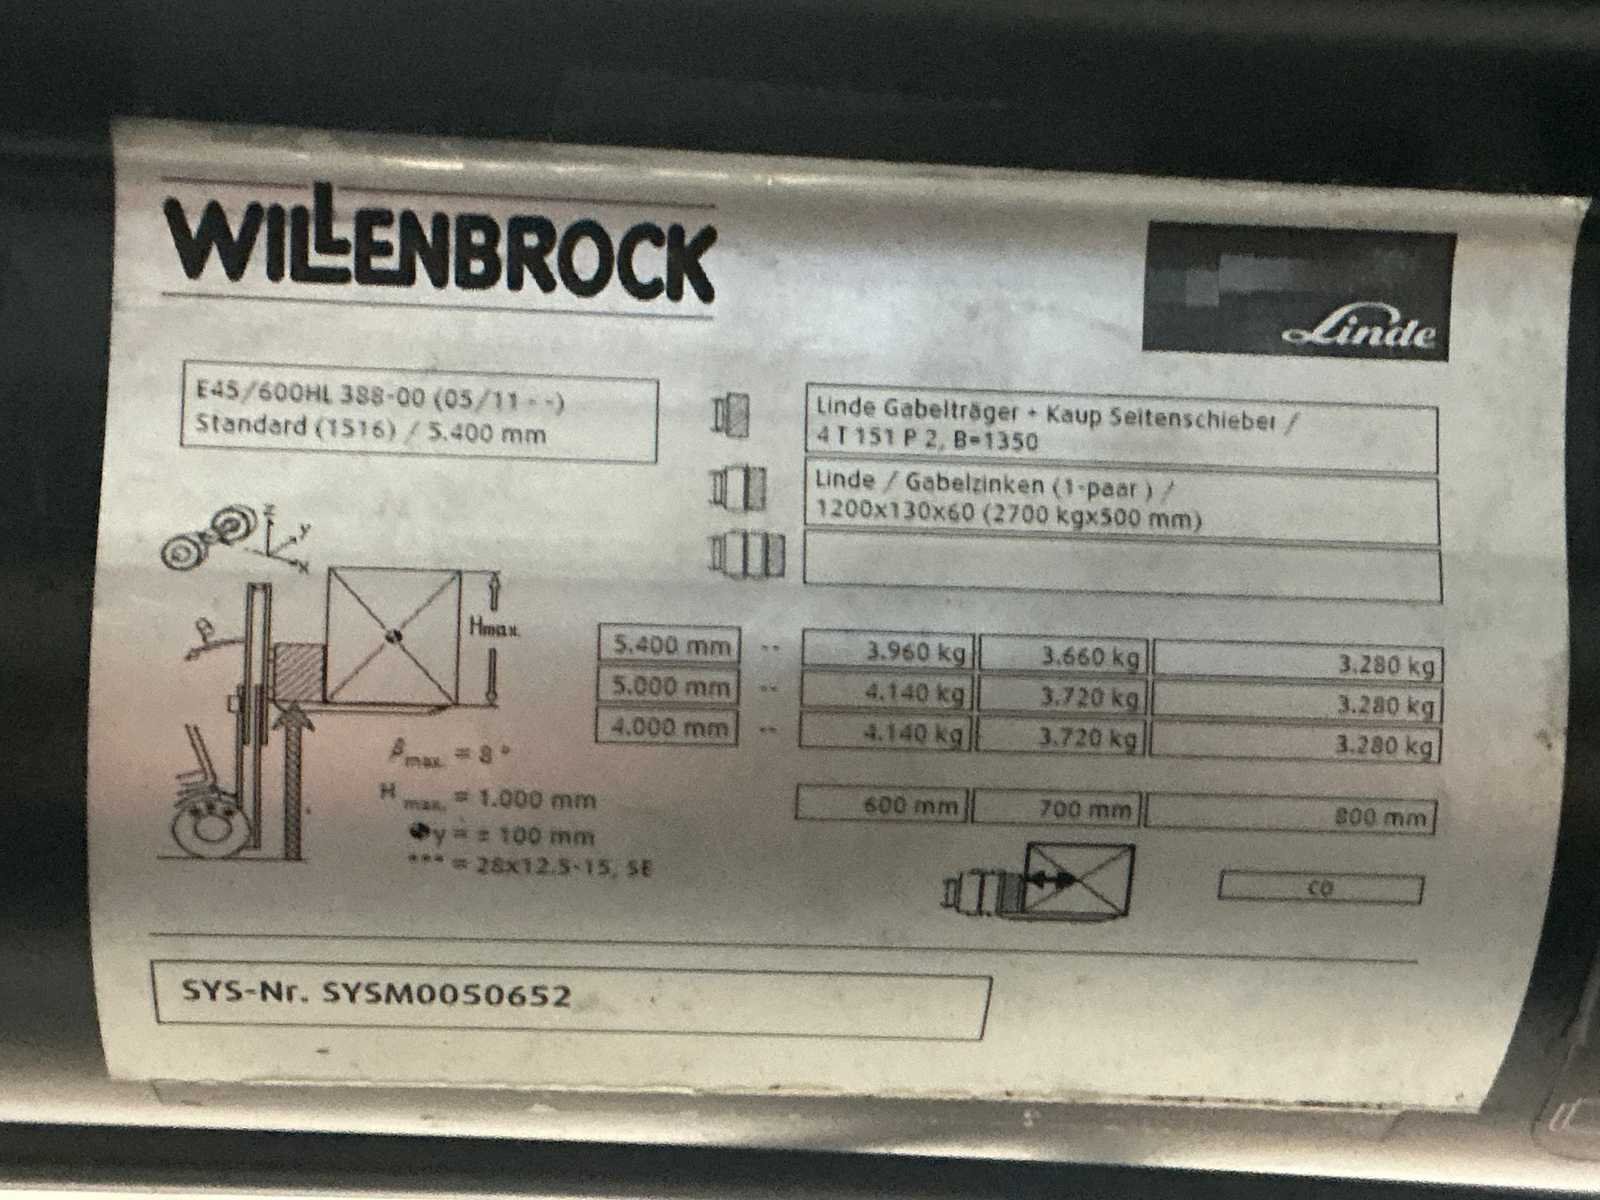 WILLENBROCK
Linde
E45/600HL 388-00 (05/11 - -)
Standard (1516) / 5.400 mm
Linde Gabelträger + Kaup Seitenschieber /
4 T 151 P 2, B=1350
Linde / Gabelzinken (1-paar ) /
1200x130x60 (2700 kgx500 mm)
z
y
x
β
Hmax.
5.400 mm -- 3.960 kg 3.660 kg 3.280 kg
5.000 mm -- 4.140 kg 3.720 kg 3.280 kg
4.000 mm -- 4.140 kg 3.720 kg 3.280 kg
600 mm 700 mm 800 mm
β max. = 8 °
H max. = 1.000 mm
y = ± 100 mm
*** = 28x12.5-15, SE
SYS-Nr. SYSM0050652